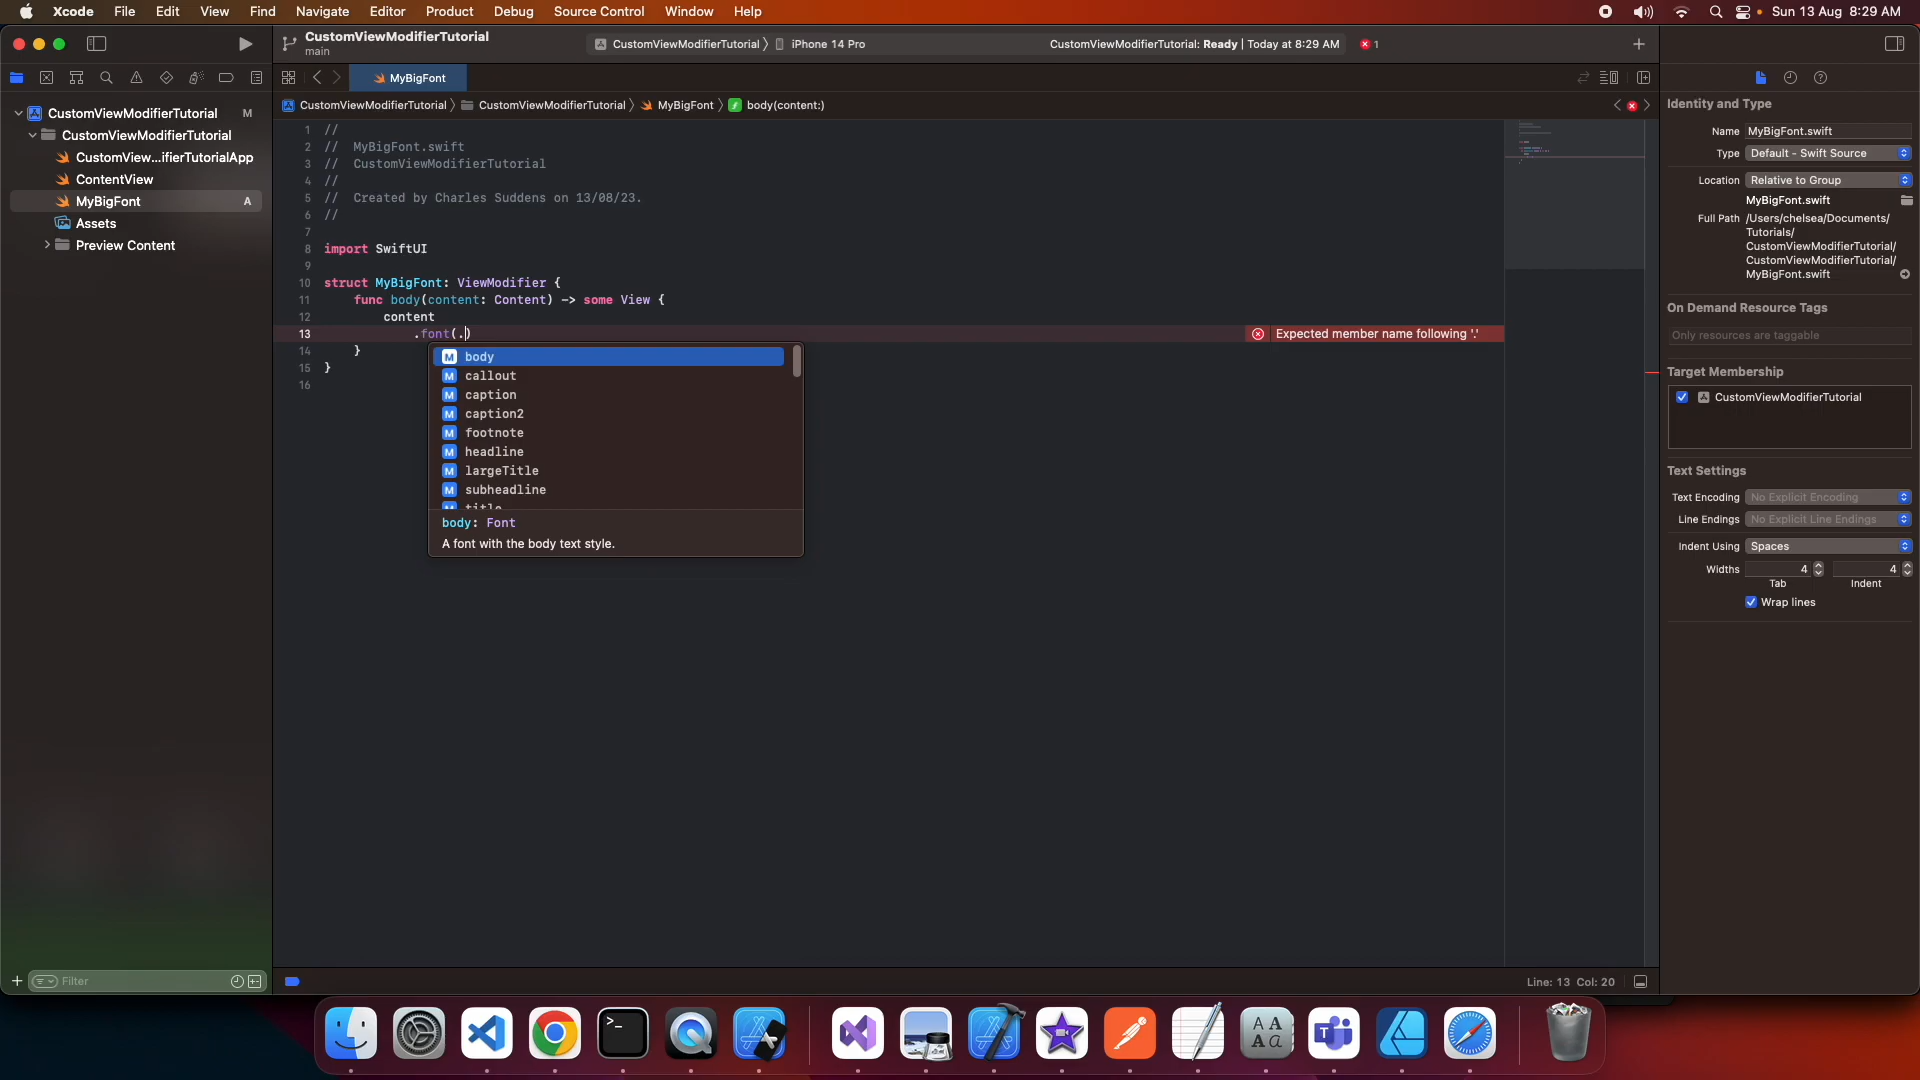 Xcode File Edit View Find Navigate Editor Product Debug Source Control Window Help
Sun 13 Aug 8:29 AM
CustomViewModifierTutorial
main
CustomViewModifierTutorial
iPhone 14 Pro
CustomViewModifierTutorial: Ready | Today at 8:29 AM
1
MyBigFont
CustomViewModifierTutorial M
CustomViewModifierTutorial
CustomView...ifierTutorialApp
ContentView
MyBigFont A
Assets
Preview Content
Filter
CustomViewModifierTutorial
CustomViewModifierTutorial
MyBigFont
body(content:)
1 //
2 // MyBigFont.swift
3 // CustomViewModifierTutorial
4 //
5 // Created by Charles Suddens on 13/08/23.
6 //
7
8 import SwiftUI
9
10 struct MyBigFont: ViewModifier {
11 func body(content: Content) -> some View {
12 content
13 .font(.)
Expected member name following '.'
14 }
15 }
16
M body
M callout
M caption
M caption2
M footnote
M headline
M largeTitle
M subheadline
M title
body: Font
A font with the body text style.
Line: 13 Col: 20
Identity and Type
Name MyBigFont.swift
Type Default - Swift Source
Location Relative to Group
MyBigFont.swift
Full Path /Users/chelsea/Documents/
Tutorials/
CustomViewModifierTutorial/
CustomViewModifierTutorial/
MyBigFont.swift
On Demand Resource Tags
Only resources are taggable
Target Membership
CustomViewModifierTutorial
Text Settings
Text Encoding No Explicit Encoding
Line Endings No Explicit Line Endings
Indent Using Spaces
Widths 4 4
Tab Indent
Wrap lines
>_
AA
Aa
T